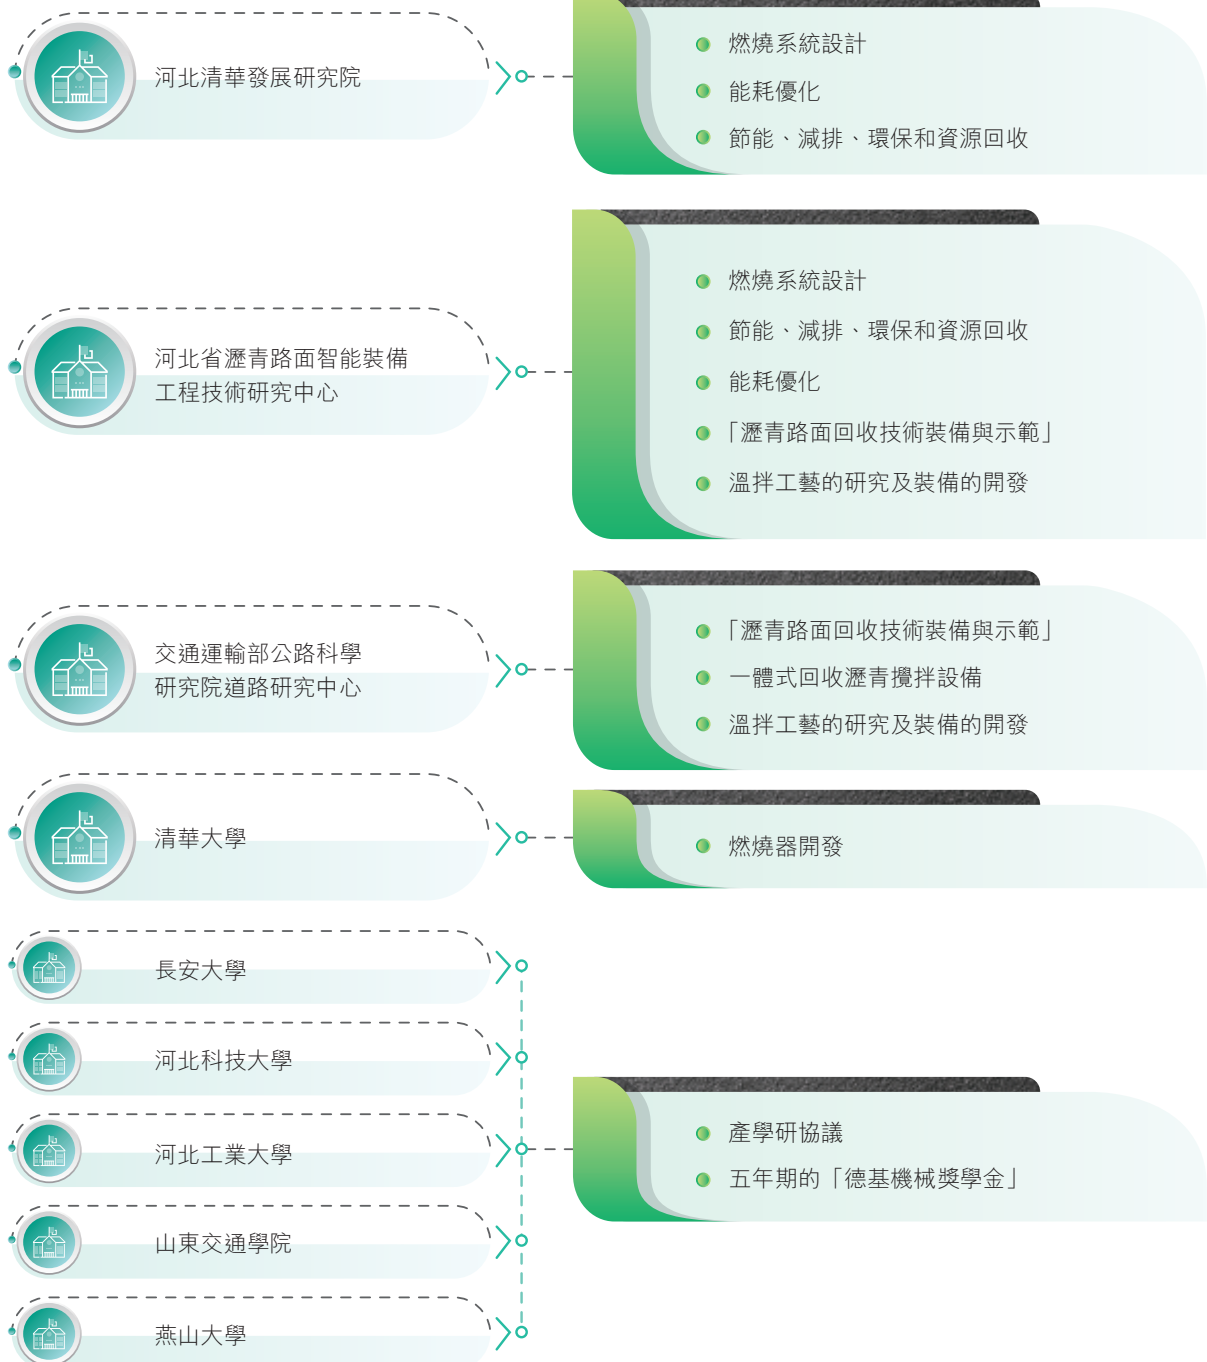 河北清華發展研究院
燃燒系統設計
能耗優化
節能、減排、環保和資源回收
河北省瀝青路面智能裝備
工程技術研究中心
燃燒系統設計
節能、減排、環保和資源回收
能耗優化
「瀝青路面回收技術裝備與示範」
溫拌工藝的研究及裝備的開發
交通運輸部公路科學
研究院道路研究中心
「瀝青路面回收技術裝備與示範」
一體式回收瀝青攪拌設備
溫拌工藝的研究及裝備的開發
清華大學
燃燒器開發
長安大學
河北科技大學
河北工業大學
山東交通學院
燕山大學
產學研協議
五年期的「德基機械獎學金」